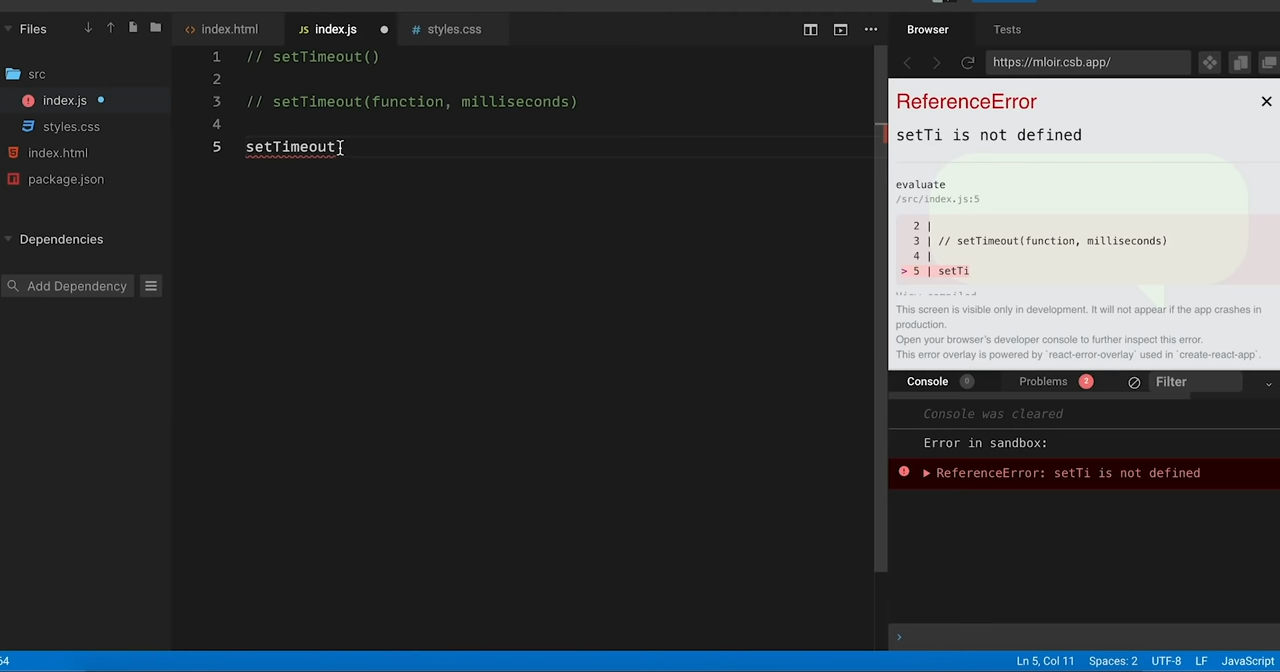 Files
index.html
JS index.js
# styles.css
Browser
Tests
src
index.js
styles.css
index.html
package.json
Dependencies
Add Dependency
1 // setTimeout()
2
3 // setTimeout(function, milliseconds)
4
5 setTimeout
https://mloir.csb.app/
ReferenceError
setTi is not defined
evaluate
/src/index.js:5
2 |
3 | // setTimeout(function, milliseconds)
4 |
> 5 | setTi
This screen is visible only in development. It will not appear if the app crashes in
production.
Open your browser's developer console to further inspect this error.
This error overlay is powered by `react-error-overlay` used in `create-react-app`.
Console 0 Problems 2 Filter
Console was cleared
Error in sandbox:
ReferenceError: setTi is not defined
64
Ln 5, Col 11 Spaces: 2 UTF-8 LF JavaScript